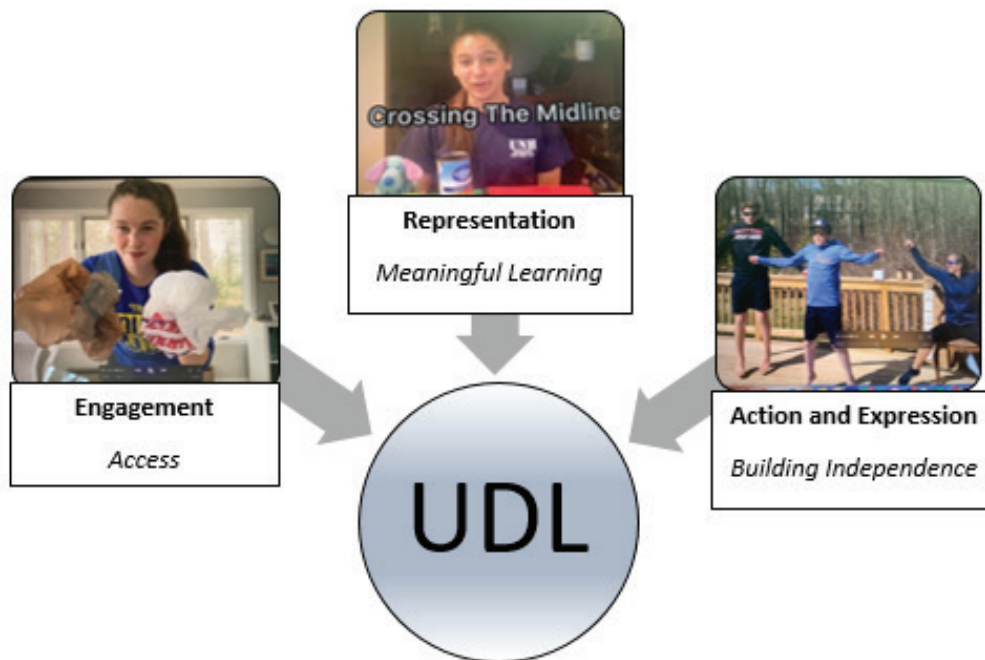 Crossing The Midline
Representation
Meaningful Learning
Engagement
Access
Action and Expression
Building Independence
UDL